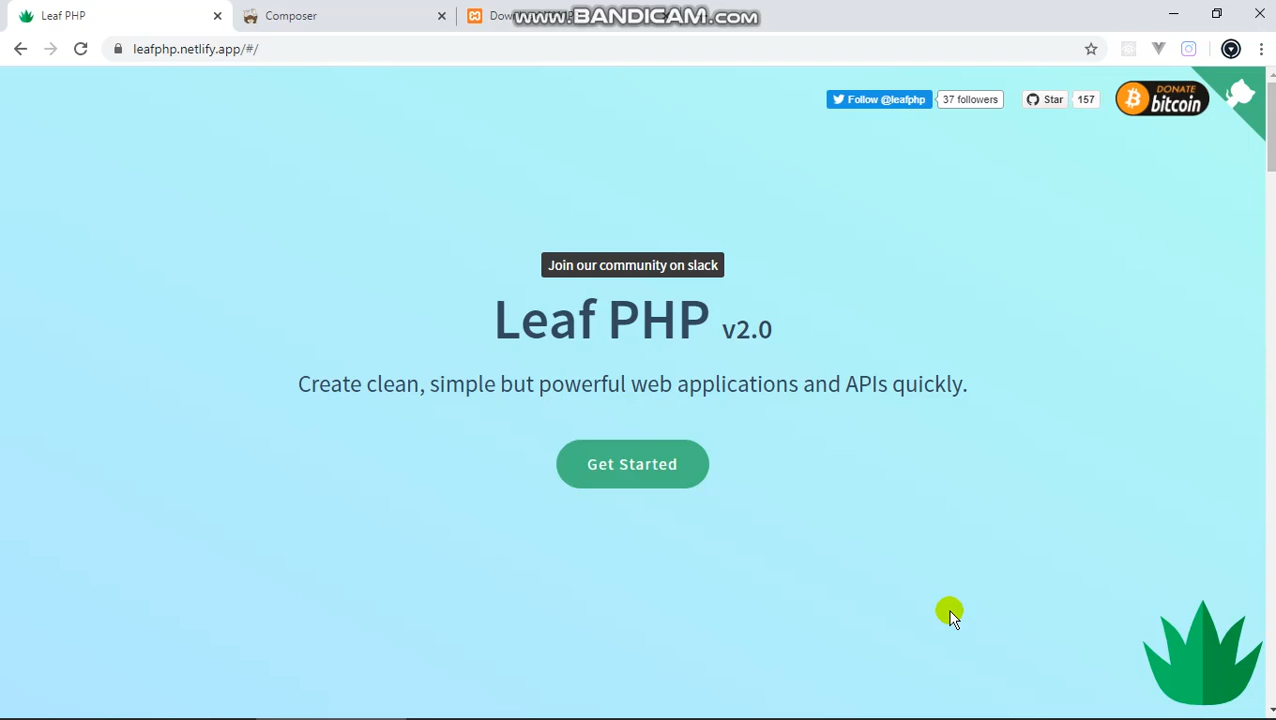 Leaf PHP
Composer
Dow
www.BANDICAM.com
leafphp.netlify.app/#/
Follow @leafphp
37 followers
Star
157
DONATE
bitcoin
Join our community on slack
Leaf PHP v2.0
Create clean, simple but powerful web applications and APIs quickly.
Get Started